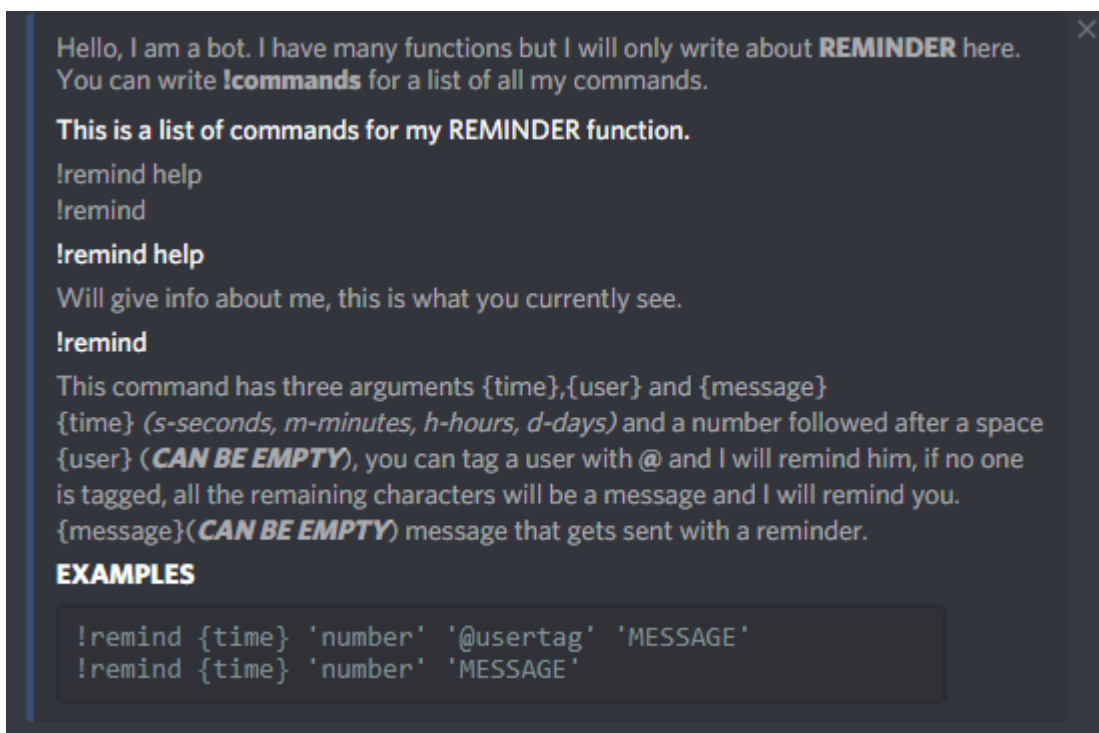 Hello, I am a bot. I have many functions but I will only write about REMINDER here.
You can write !commands for a list of all my commands.
This is a list of commands for my REMINDER function.
!remind help
!remind
!remind help
Will give info about me, this is what you currently see.
!remind
This command has three arguments {time},{user} and {message}
{time} (s-seconds, m-minutes, h-hours, d-days) and a number followed after a space
{user} (CAN BE EMPTY), you can tag a user with @ and I will remind him, if no one
is tagged, all the remaining characters will be a message and I will remind you.
{message}(CAN BE EMPTY) message that gets sent with a reminder.
EXAMPLES
!remind {time} 'number' '@usertag' 'MESSAGE'
!remind {time} 'number' 'MESSAGE'